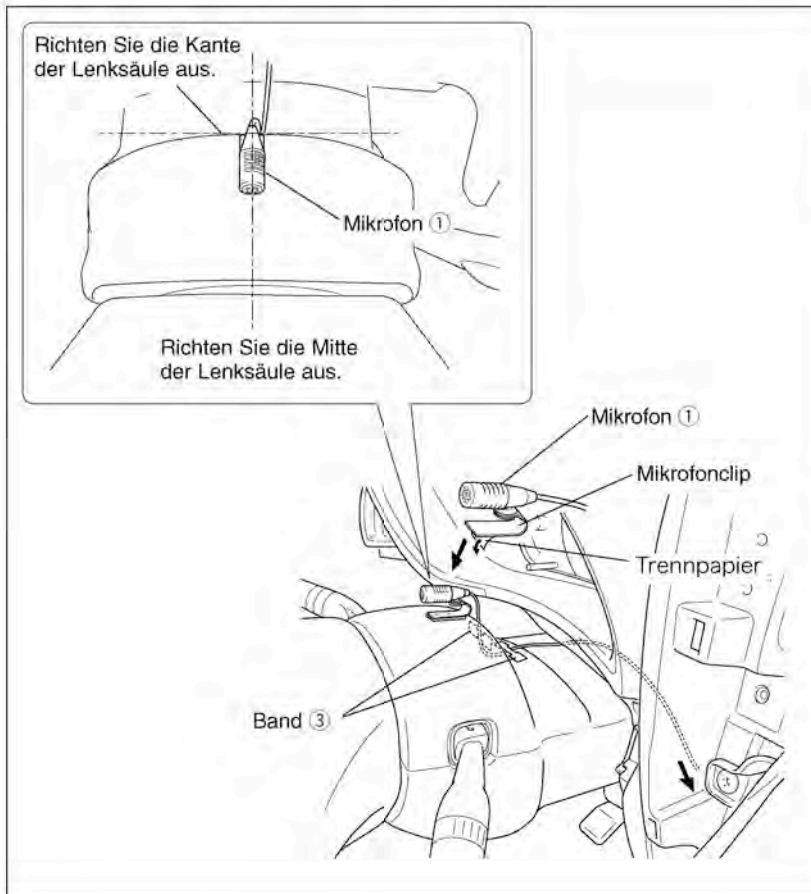 Richten Sie die Kante
der Lenksäule aus.
Mikrofon ①
Richten Sie die Mitte
der Lenksäule aus.
Mikrofon ①
Mikrofonclip
Trennpapier
Band ③